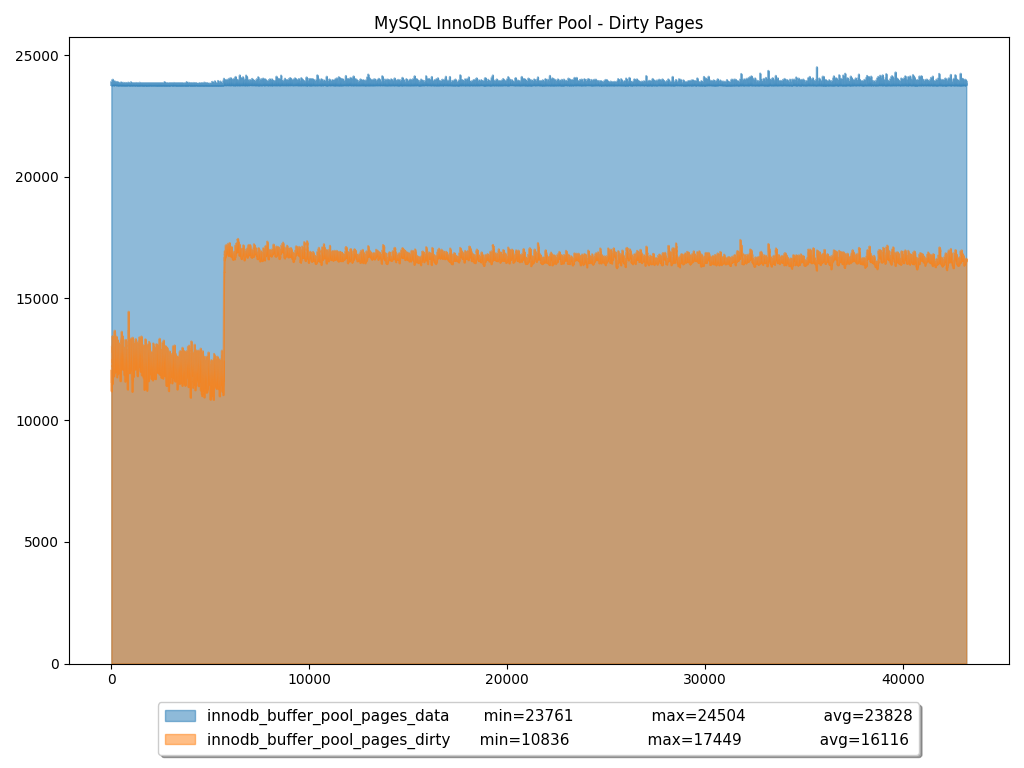 MySQL InnoDB Buffer Pool - Dirty Pages
25000
20000
15000
10000
5000
0
0 10000 20000 30000 40000
innodb_buffer_pool_pages_data min=23761 max=24504 avg=23828
innodb_buffer_pool_pages_dirty min=10836 max=17449 avg=16116